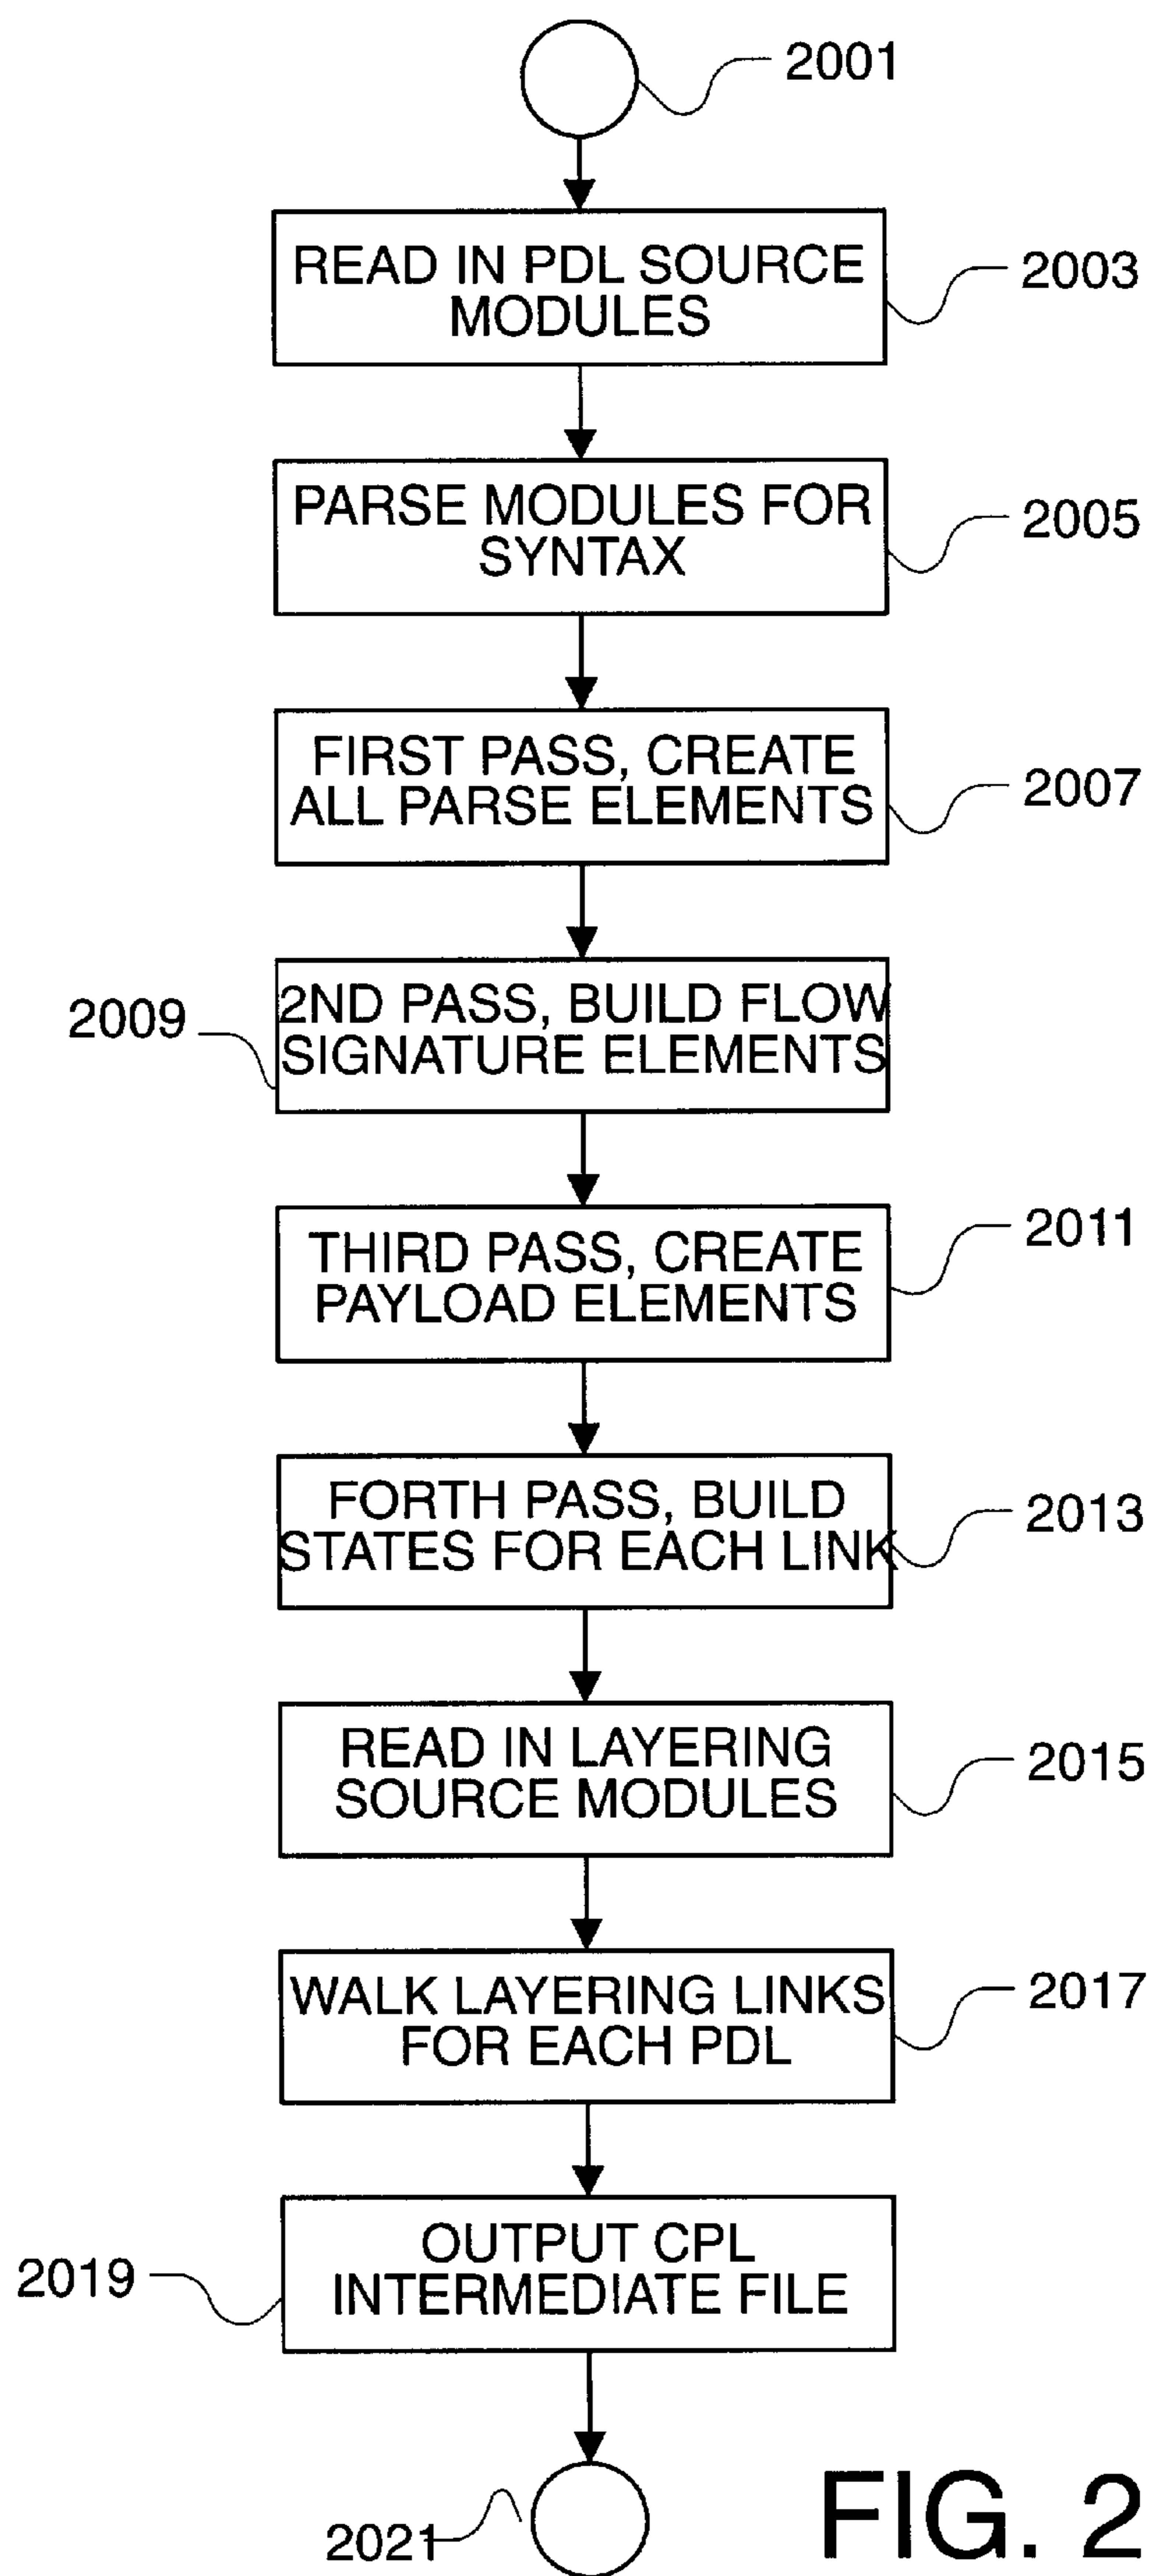 2001
READ IN PDL SOURCE
MODULES
2003
PARSE MODULES FOR
SYNTAX
2005
FIRST PASS, CREATE
ALL PARSE ELEMENTS
2007
2009
2ND PASS, BUILD FLOW
SIGNATURE ELEMENTS
THIRD PASS, CREATE
PAYLOAD ELEMENTS
2011
FORTH PASS, BUILD
STATES FOR EACH LINK
2013
READ IN LAYERING
SOURCE MODULES
2015
WALK LAYERING LINKS
FOR EACH PDL
2017
OUTPUT CPL
INTERMEDIATE FILE
2019
2021
FIG. 2